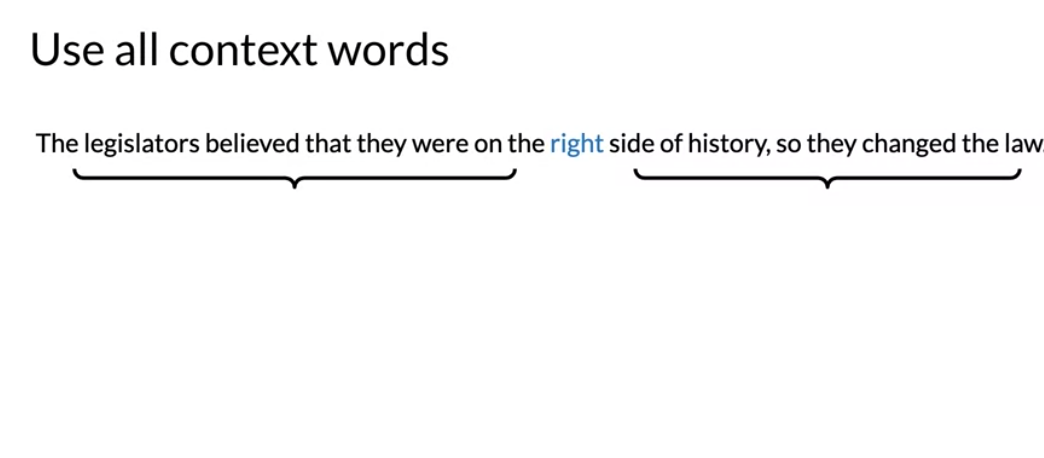 Use all context words
The legislators believed that they were on the right side of history, so they changed the law.